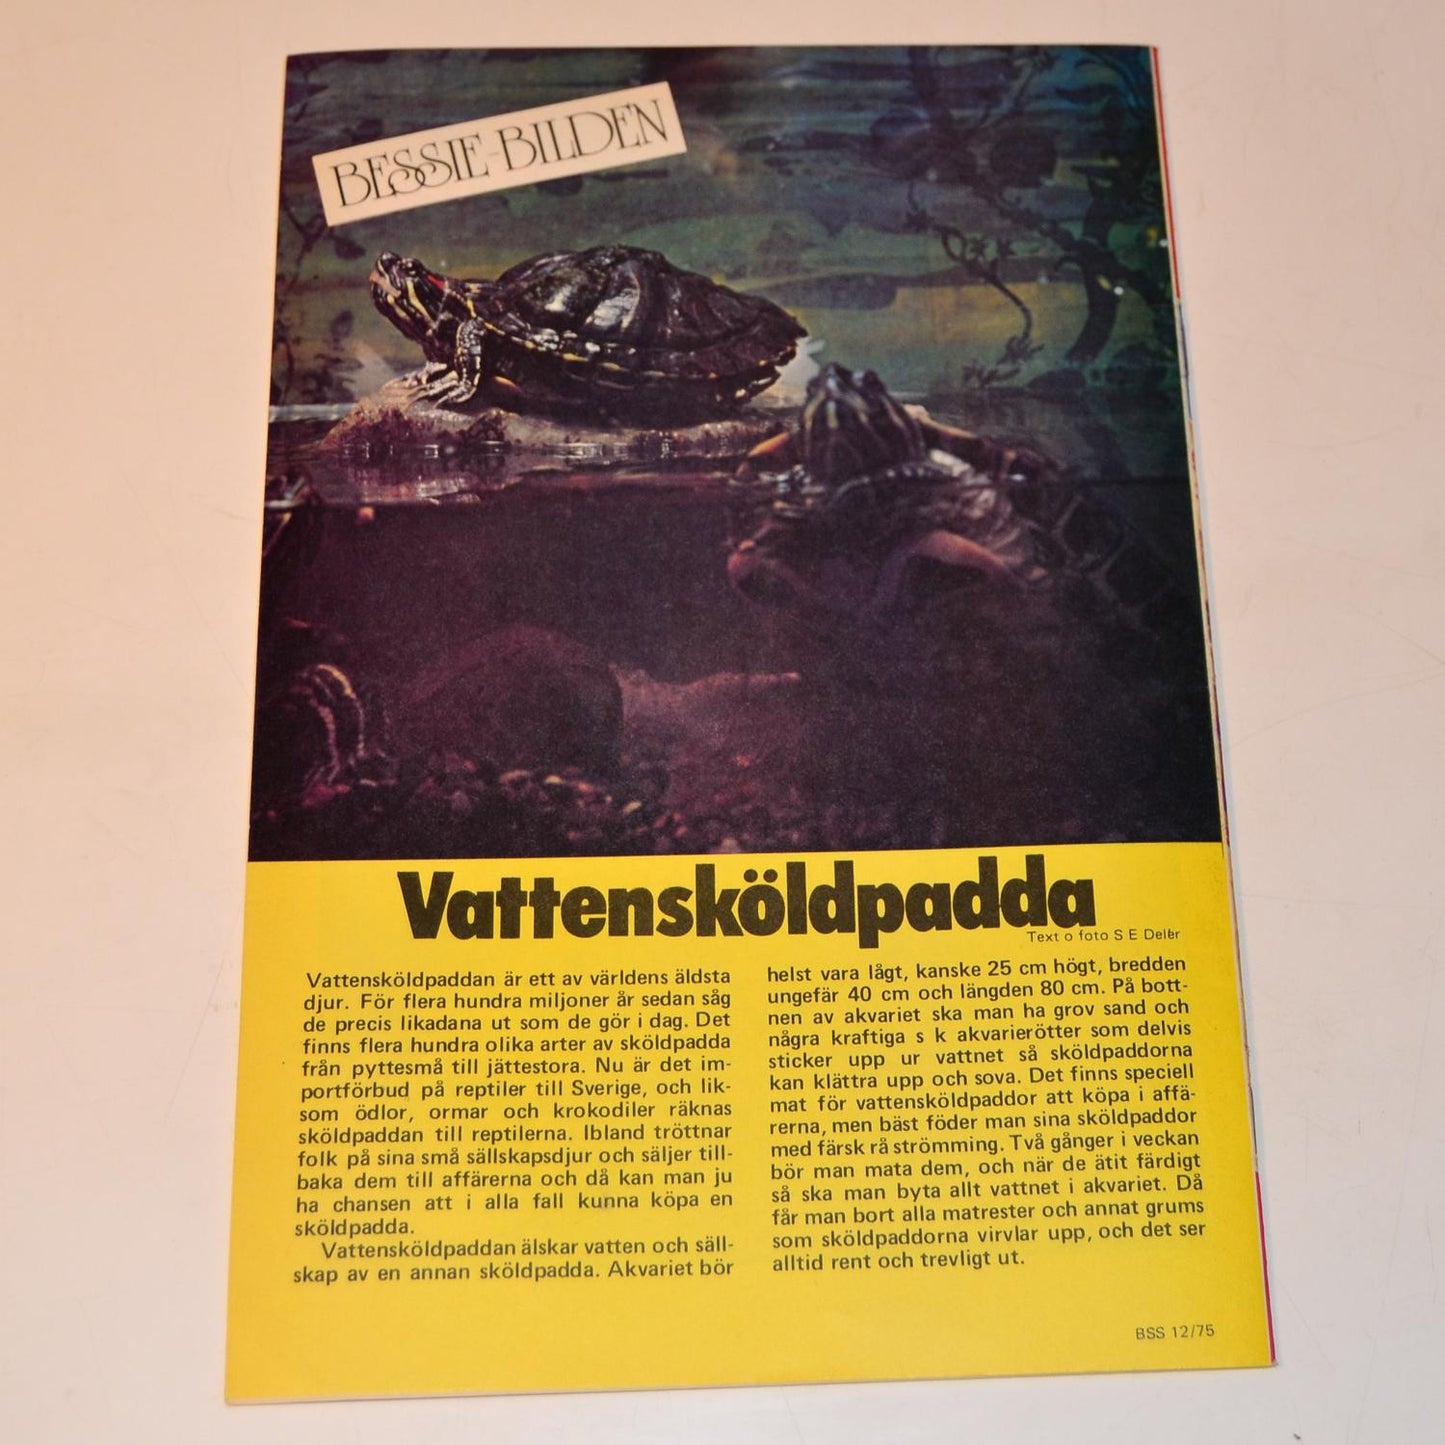 BESSIE-BILDEN
Vattensköldpadda
Text o foto S E Delér
Vattensköldpaddan är ett av världens äldsta
djur. För flera hundra miljoner år sedan såg
de precis likadana ut som de gör i dag. Det
finns flera hundra olika arter av sköldpadda
från pyttesmå till jättestora. Nu är det im-
portförbud på reptiler till Sverige, och lik-
som ödlor, ormar och krokodiler räknas
sköldpaddan till reptilerna. Ibland tröttnar
folk på sina små sällskapsdjur och säljer till-
baka dem till affärerna och då kan man ju
ha chansen att i alla fall kunna köpa en
sköldpadda.
Vattensköldpaddan älskar vatten och säll-
skap av en annan sköldpadda. Akvariet bör
helst vara lågt, kanske 25 cm högt, bredden
ungefär 40 cm och längden 80 cm. På bott-
nen av akvariet ska man ha grov sand och
några kraftiga s k akvarierötter som delvis
sticker upp ur vattnet så sköldpaddorna
kan klättra upp och sova. Det finns speciell
mat för vattensköldpaddor att köpa i affä-
rerna, men bäst föder man sina sköldpaddor
med färsk rå strömming. Två gånger i veckan
bör man mata dem, och när de ätit färdigt
så ska man byta allt vattnet i akvariet. Då
får man bort alla matrester och annat grums
som sköldpaddorna virvlar upp, och det ser
alltid rent och trevligt ut.
BSS 12/75